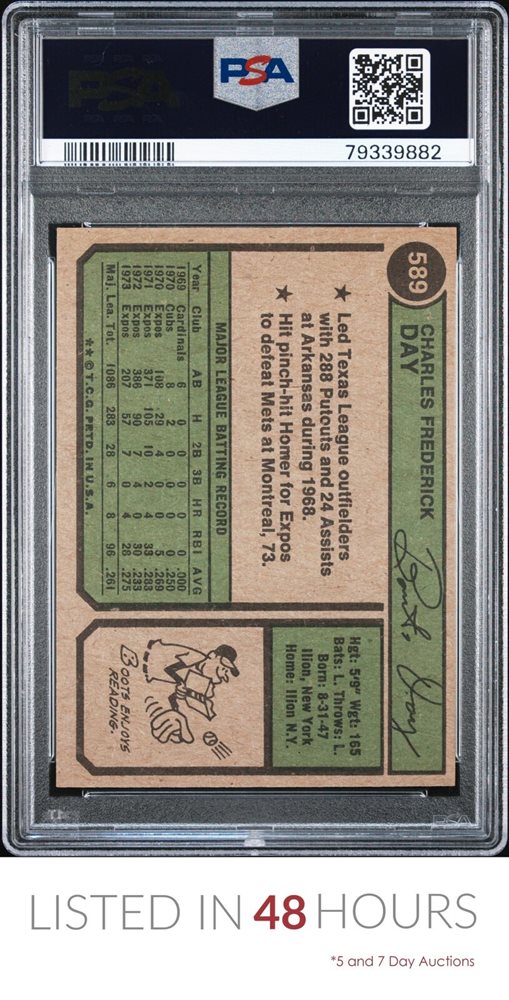 PSA
PSA
79339882
589
CHARLES FREDERICK
DAY
Boots Day
★ Led Texas League outfielders
with 288 Putouts and 24 Assists
at Arkansas during 1968.
★ Hit pinch-hit Homer for Expos
to defeat Mets at Montreal, 73.
MAJOR LEAGUE BATTING RECORD
Year Club AB H 2B 3B HR RBI AVG
1969 Cardinals 6 0 0 0 0 0 .000
1970 Cubs 8 2 0 0 0 0 .250
1970 Expos 108 29 4 0 0 5 .269
1971 Expos 371 105 10 2 4 33 .283
1972 Expos 386 90 7 4 0 30 .233
1973 Expos 207 57 7 0 4 28 .275
Maj. Lea. Tot. 1086 283 28 6 8 96 .261
★★ © T.C.G. PRTD. IN U.S.A.
Hgt: 5'9" Wgt: 165
Bats: L. Throws: L.
Born: 8-31-47
Ilion, New York
Home: Ilion N.Y.
BOOTS ENJOYS
READING.
PSA
LISTED IN 48 HOURS
*5 and 7 Day Auctions